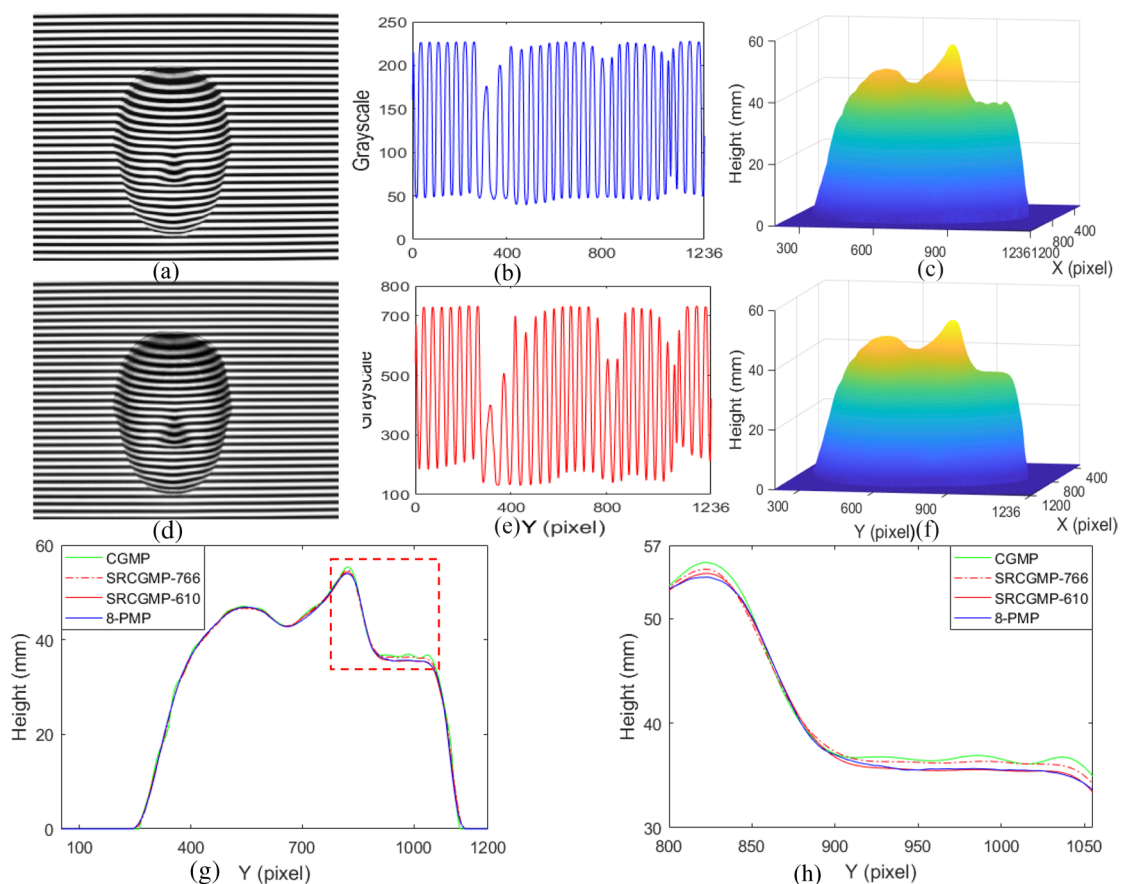 250
200
150
100
50
0
Grayscale
0
400
800
1236
60
40
20
0
Height (mm)
300
600
900
1236
1200
800
400
X (pixel)
(a)
(b)
(c)
800
700
500
300
100
Grayscale
0
400
800
1236
Y (pixel)
60
40
20
0
Height (mm)
300
600
900
1236
1200
800
400
Y (pixel)
X (pixel)
(d)
(e)
(f)
60
40
20
0
Height (mm)
CGMP
SRCGMP-766
SRCGMP-610
8-PMP
100
400
700
1000
1200
Y (pixel)
(g)
57
50
40
36
30
Height (mm)
CGMP
SRCGMP-766
SRCGMP-610
8-PMP
800
850
900
950
1000
1050
Y (pixel)
(h)